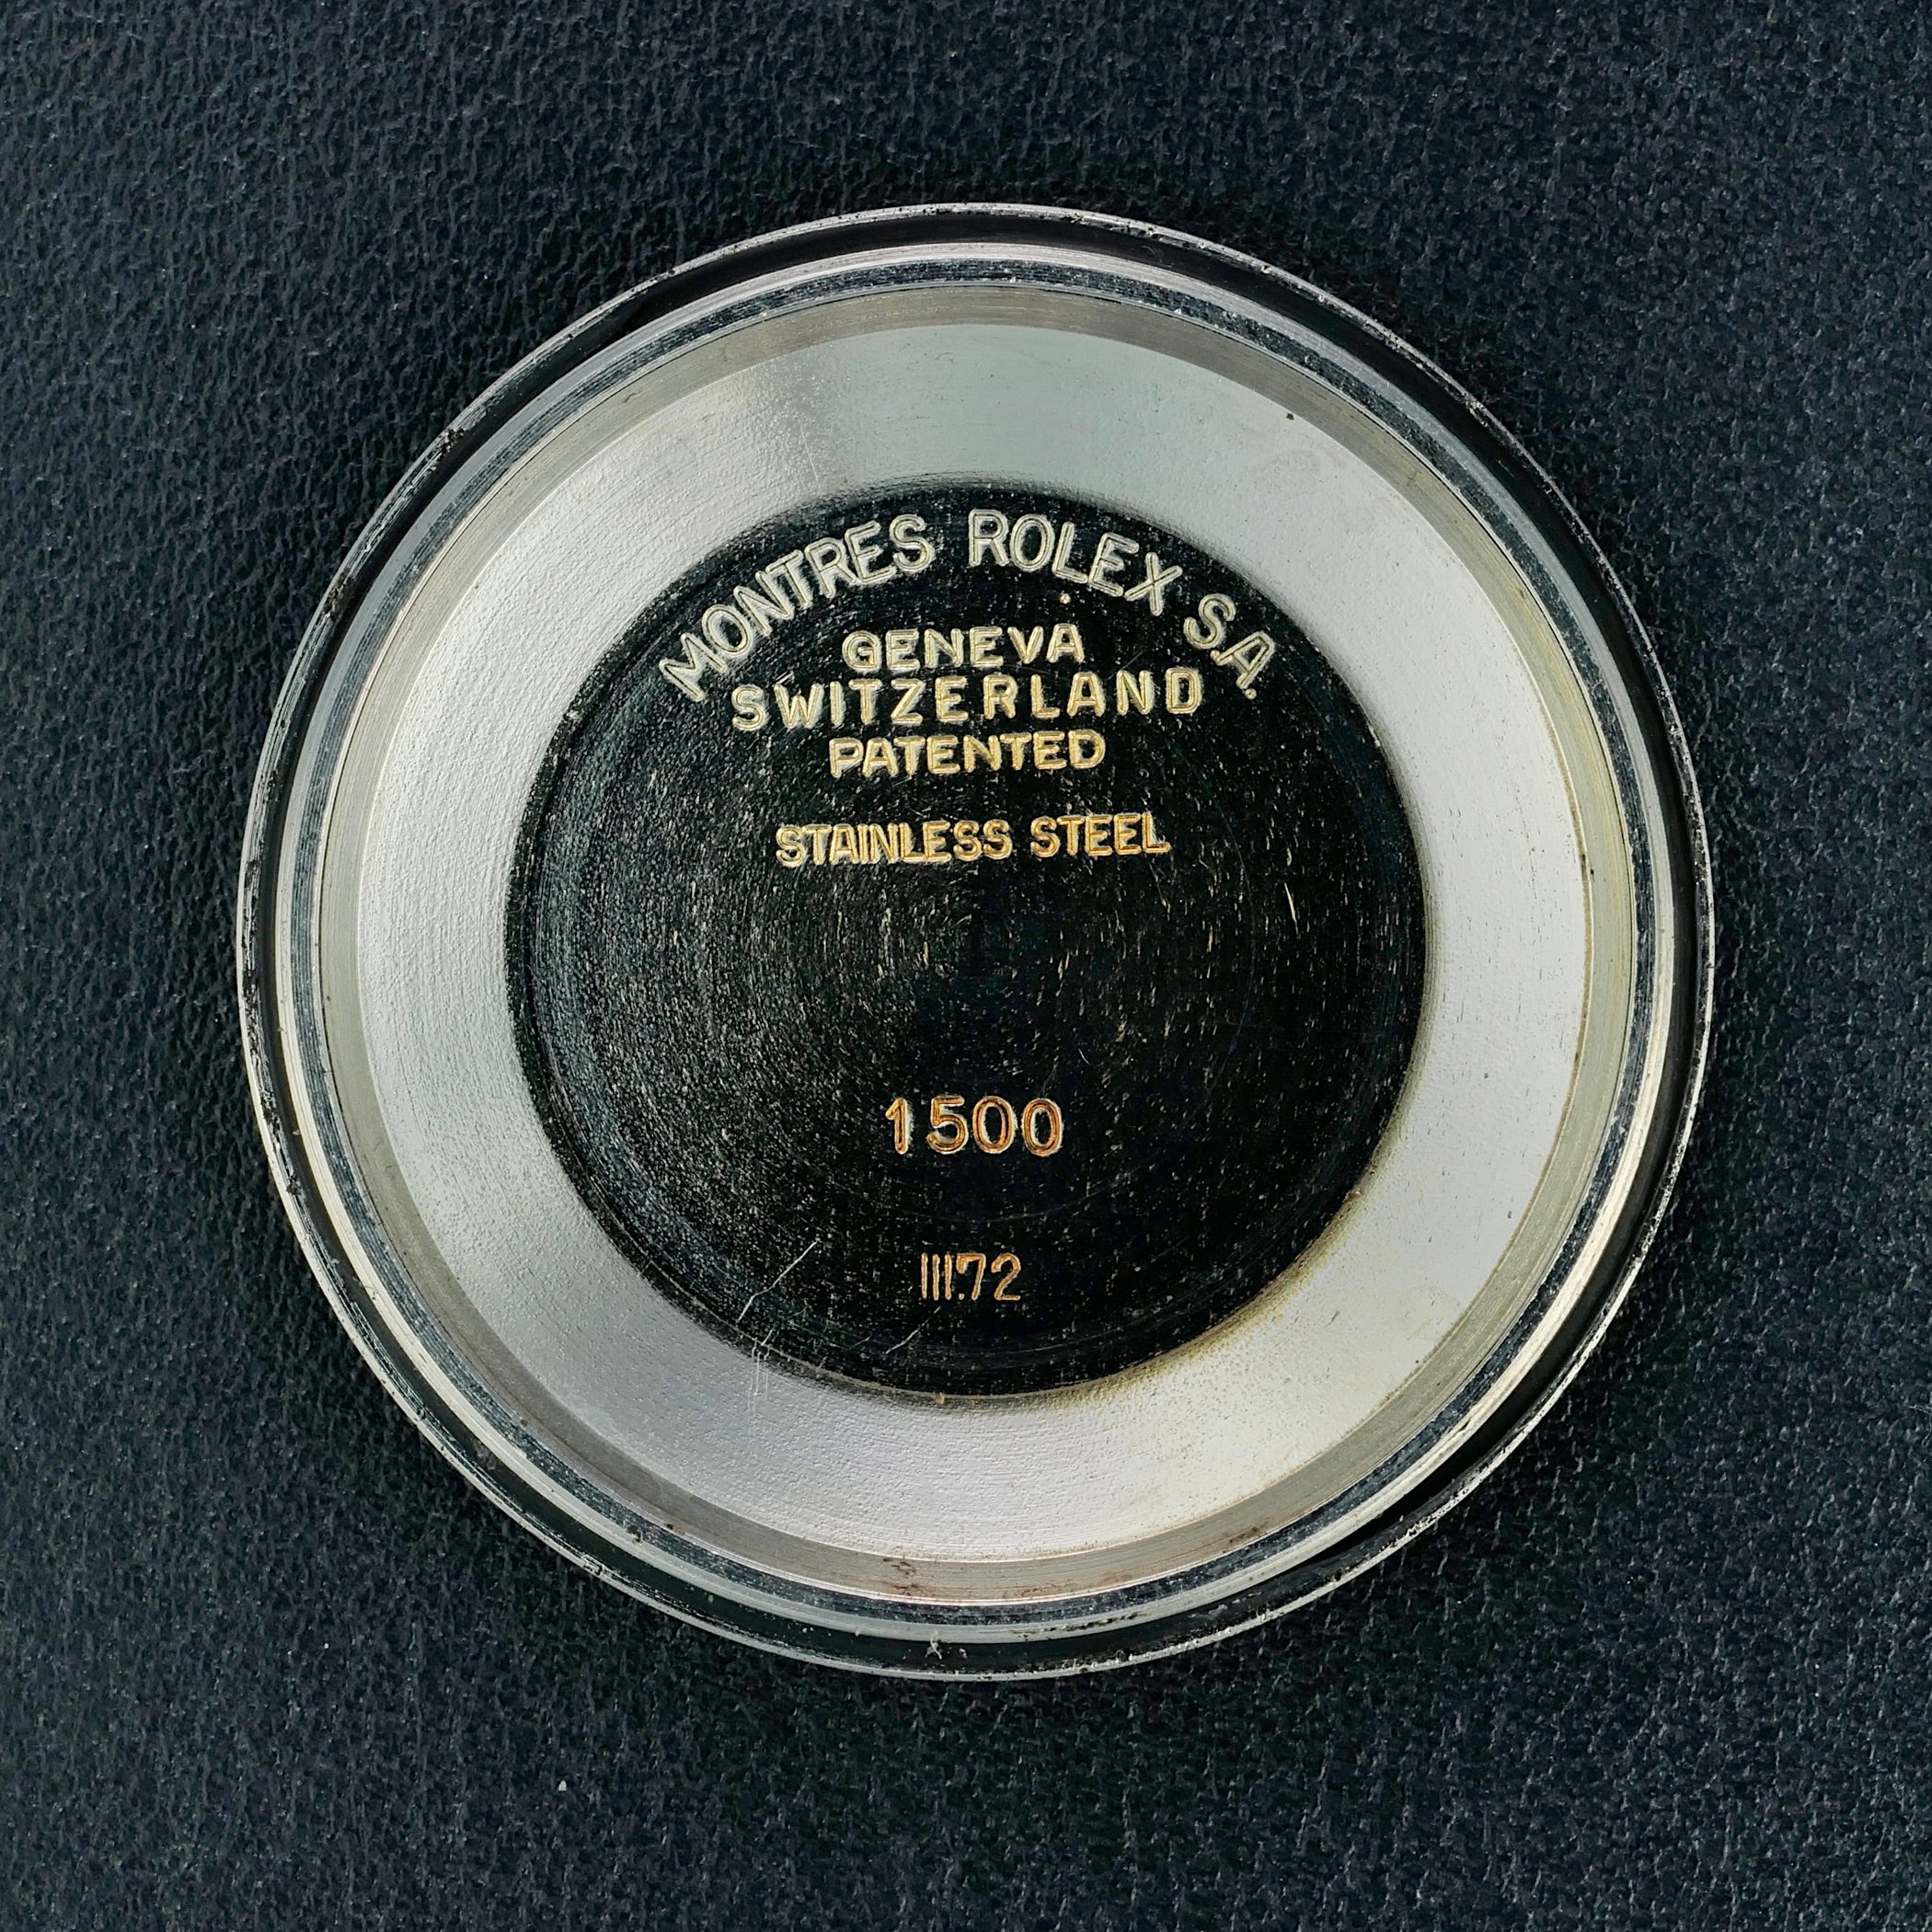 MONTRES ROLEX S.A.
GENEVA
SWITZERLAND
PATENTED
STAINLESS STEEL
1500
III.72